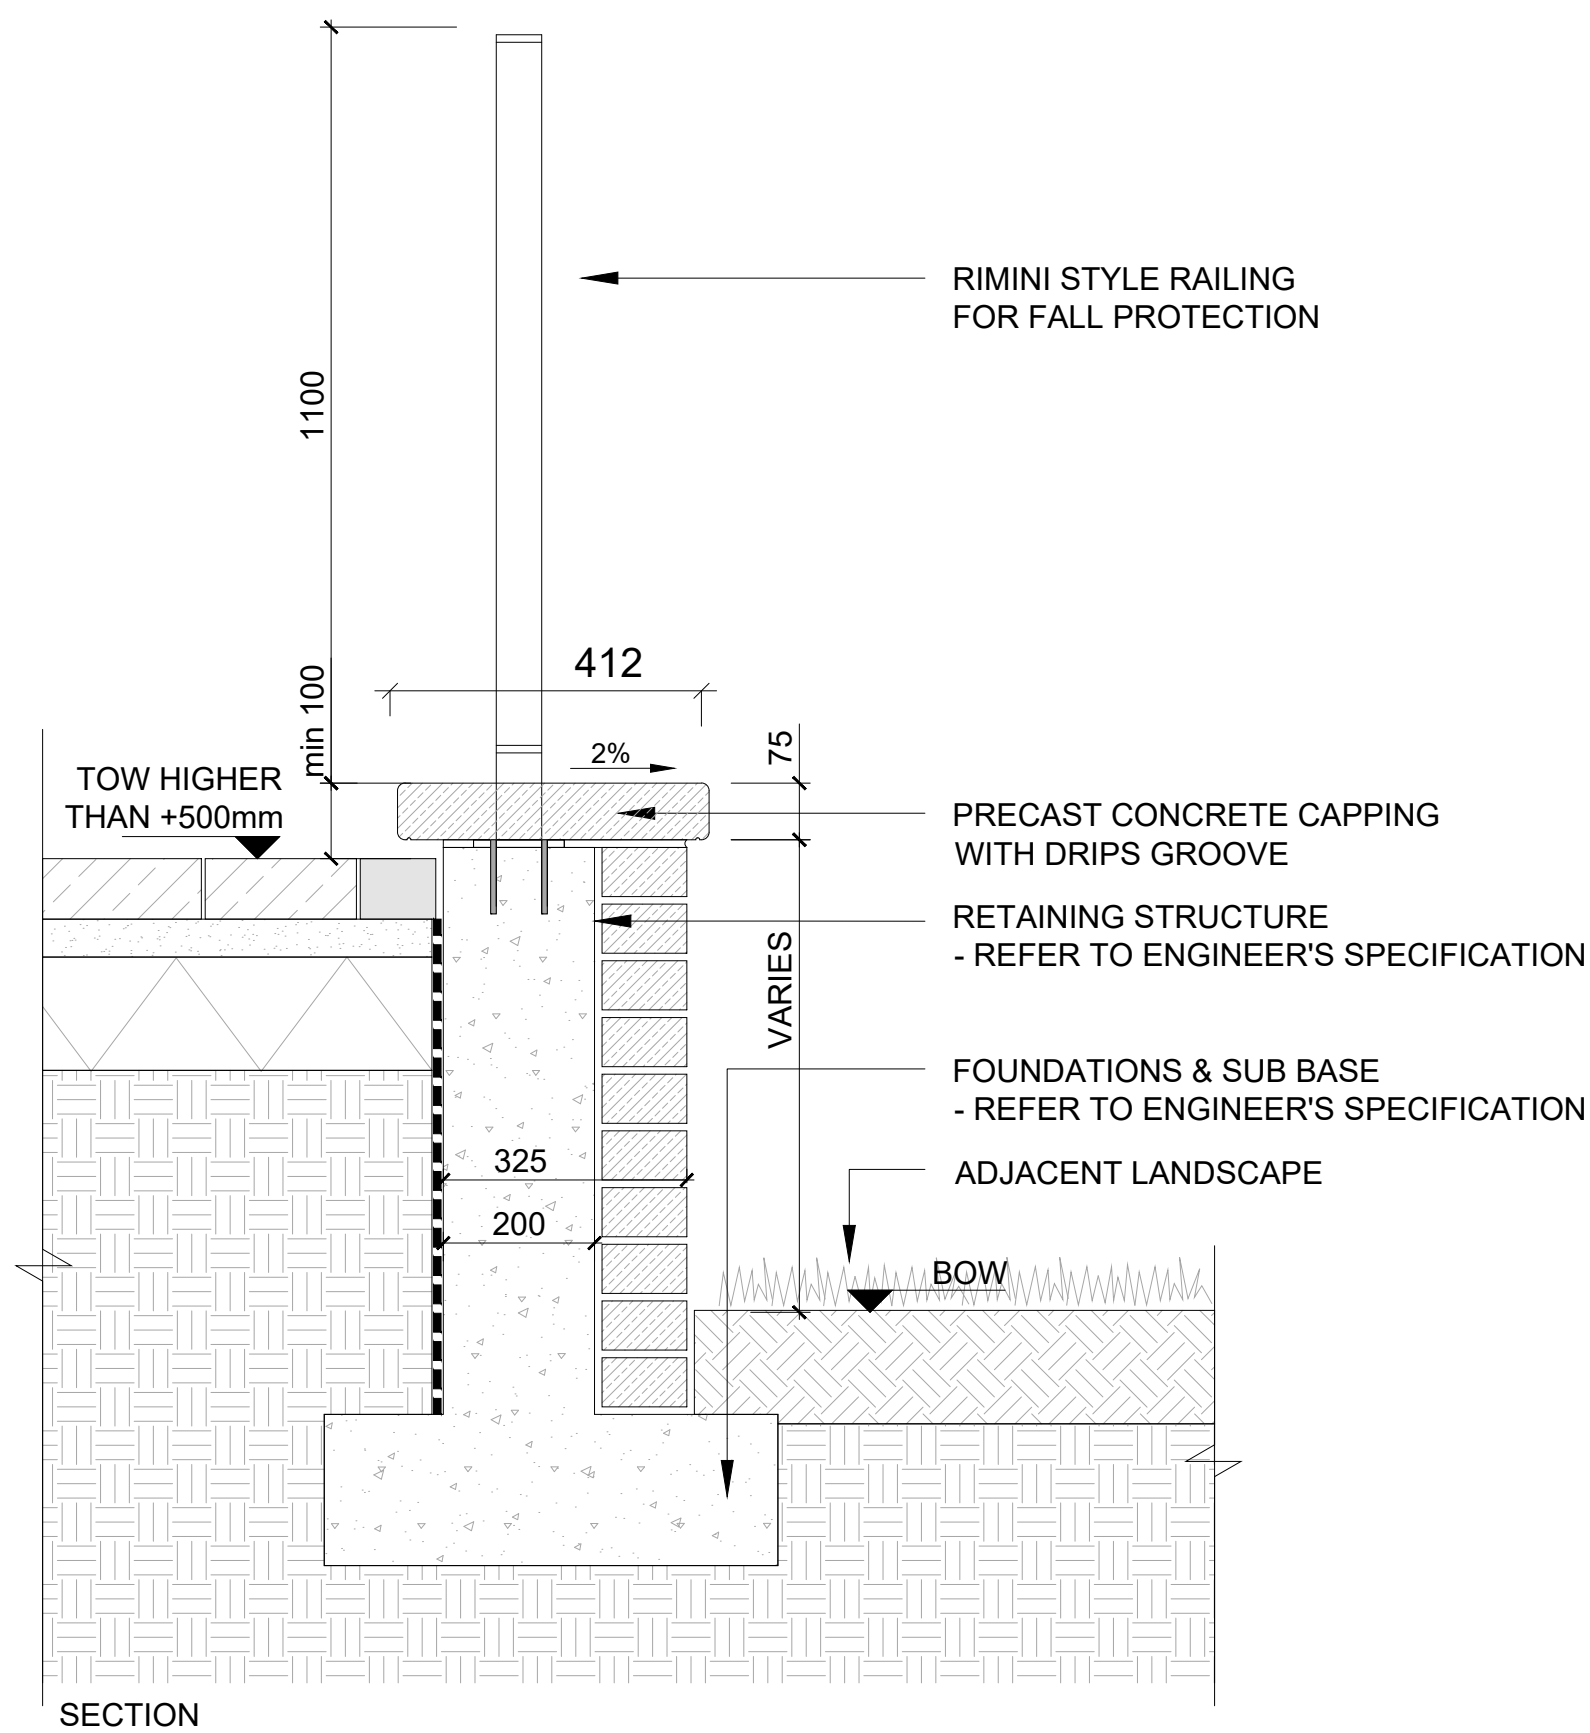 1100
RIMINI STYLE RAILING
FOR FALL PROTECTION
412
min 100
75
2%
TOW HIGHER
THAN +500mm
PRECAST CONCRETE CAPPING
WITH DRIPS GROOVE
RETAINING STRUCTURE
- REFER TO ENGINEER'S SPECIFICATION
VARIES
FOUNDATIONS & SUB BASE
- REFER TO ENGINEER'S SPECIFICATION
325
ADJACENT LANDSCAPE
200
BOW
SECTION